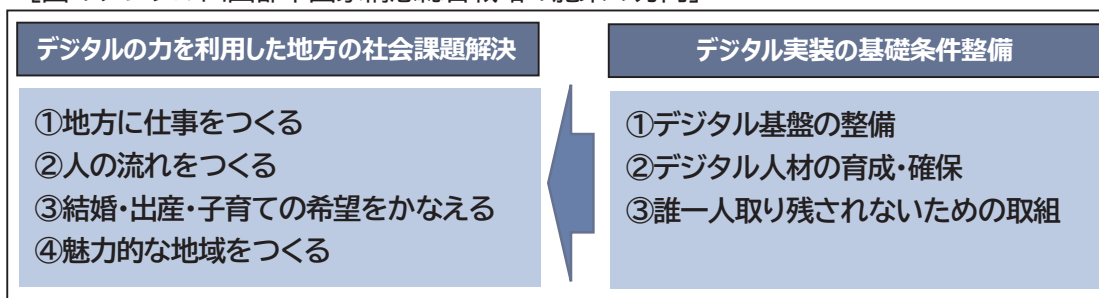 デジタルの力を利用した地方の社会課題解決
①地方に仕事をつくる
②人の流れをつくる
③結婚・出産・子育ての希望をかなえる
④魅力的な地域をつくる
デジタル実装の基礎条件整備
①デジタル基盤の整備
②デジタル人材の育成・確保
③誰一人取り残されないための取組